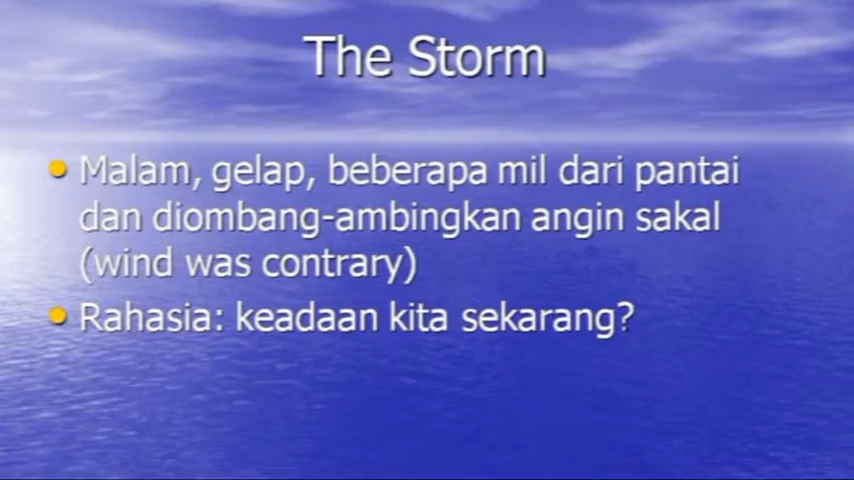 The Storm
Malam, gelap, beberapa mil dari pantai
dan diombang-ambingkan angin sakal
(wind was contrary)
Rahasia: keadaan kita sekarang?